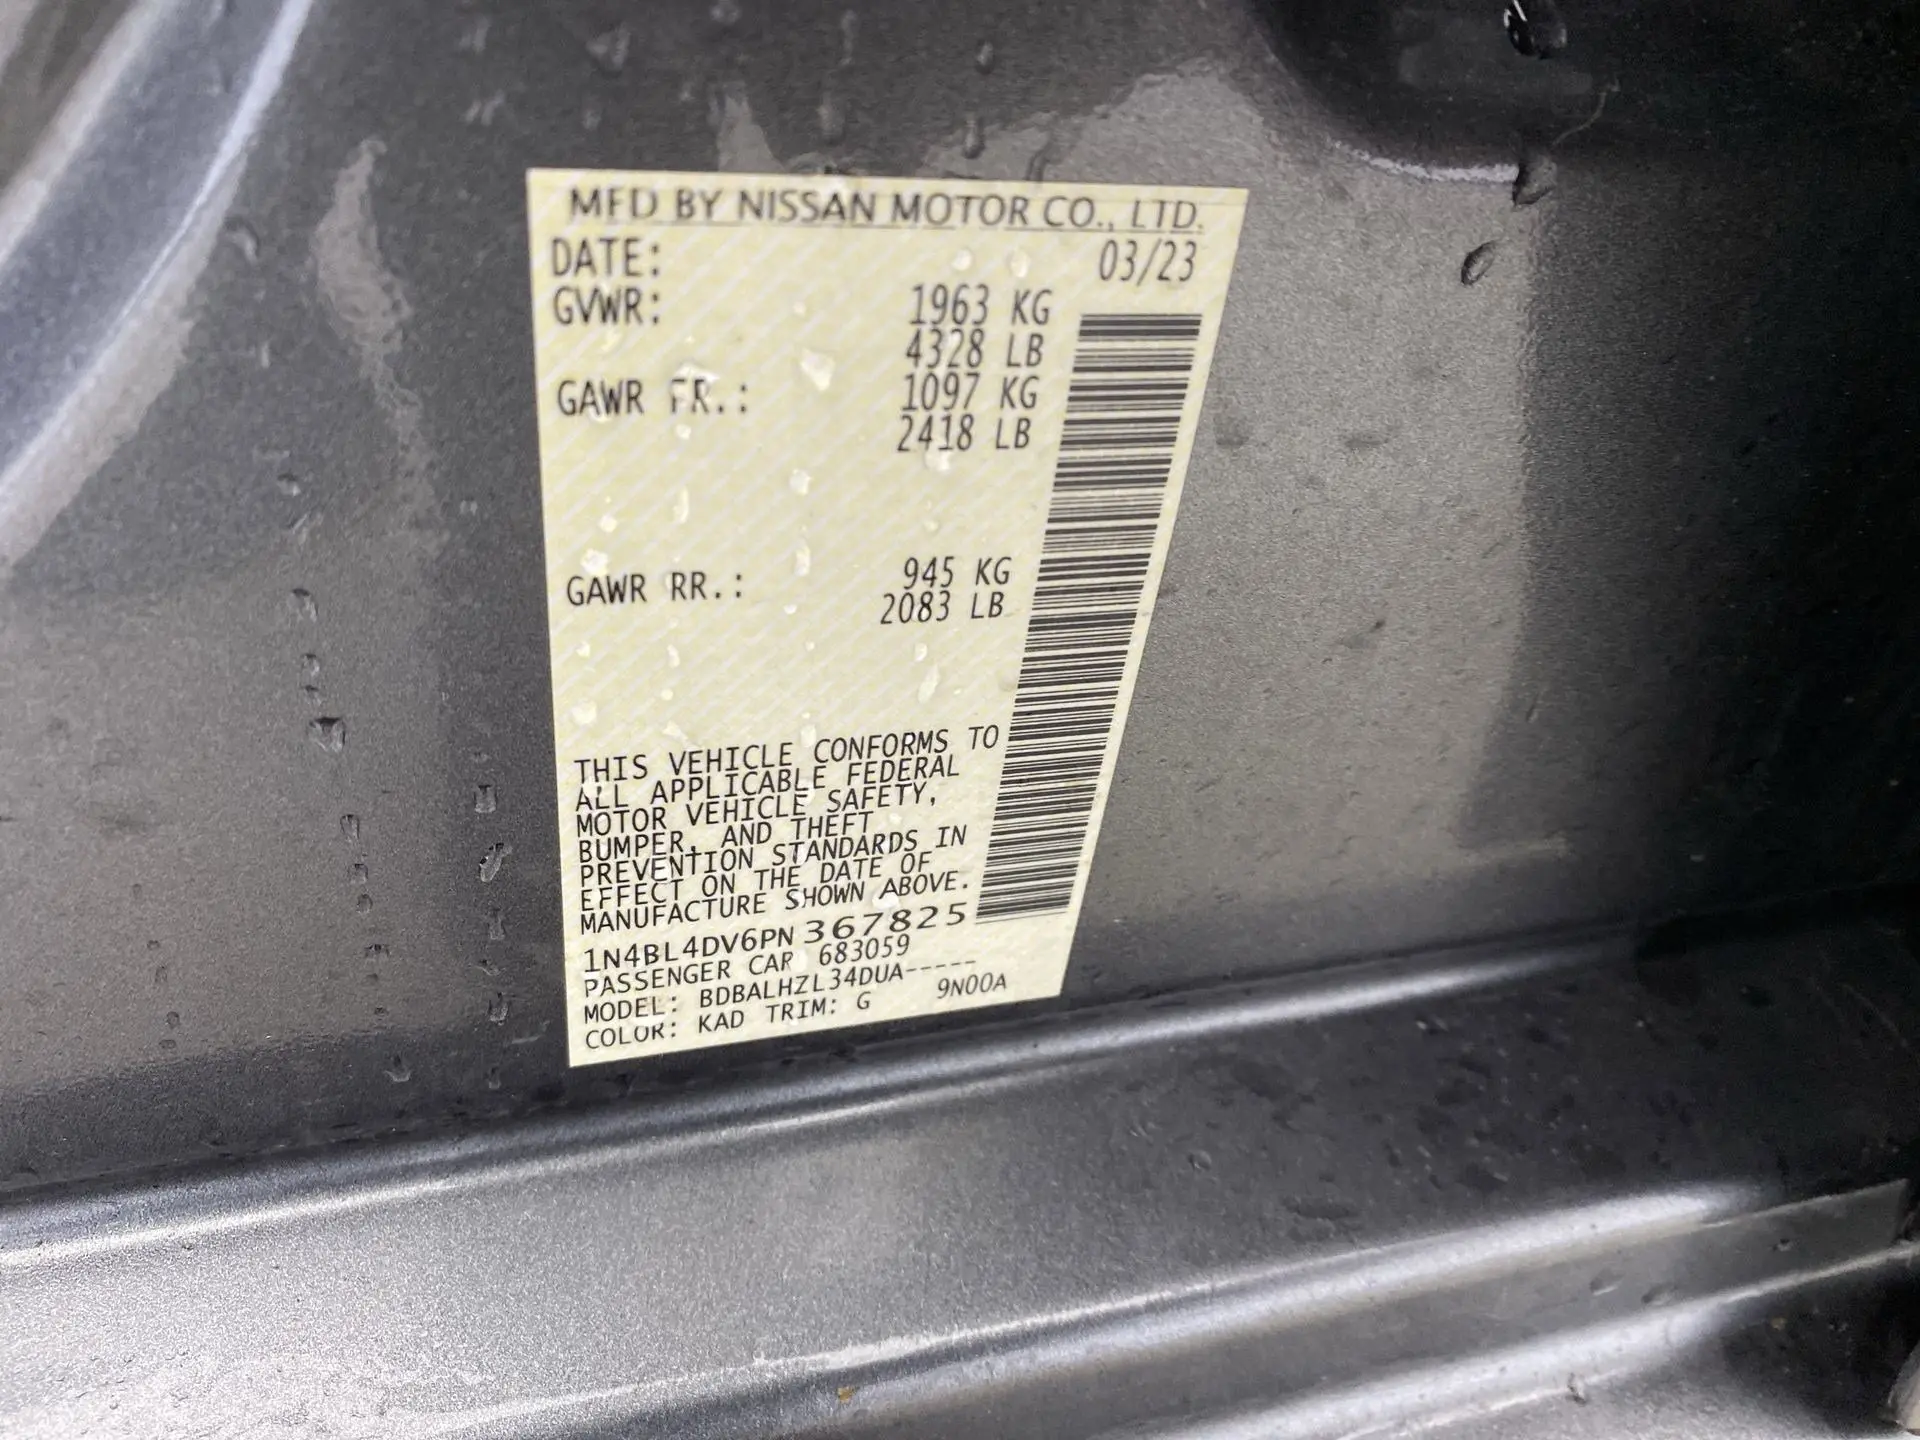 MFD BY NISSAN MOTOR CO., LTD.
DATE: 03/23
GVWR: 1963 KG
4328 LB
GAWR FR.: 1097 KG
2418 LB
GAWR RR.: 945 KG
2083 LB
THIS VEHICLE CONFORMS TO
ALL APPLICABLE FEDERAL
MOTOR VEHICLE SAFETY,
BUMPER, AND THEFT
PREVENTION STANDARDS IN
EFFECT ON THE DATE OF
MANUFACTURE SHOWN ABOVE.
1N4BL4DV6PN 367825
PASSENGER CAR 683059
MODEL: BDBALHZL34DUA-----
COLOR: KAD TRIM: G 9N00A